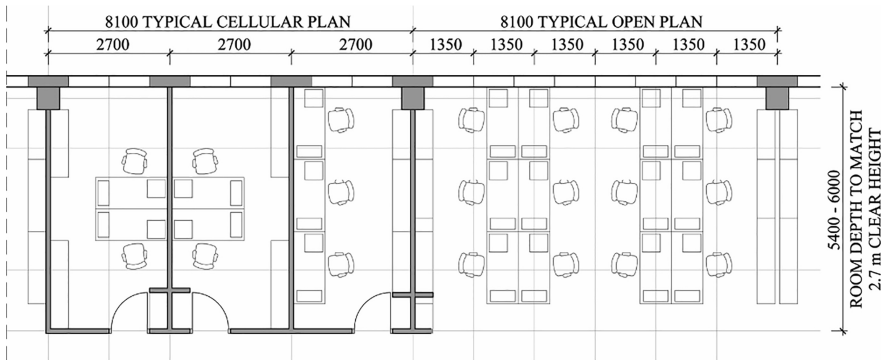 8100 TYPICAL CELLULAR PLAN
8100 TYPICAL OPEN PLAN
2700
2700
2700
1350
1350
1350
1350
1350
1350
5400 - 6000
ROOM DEPTH TO MATCH
2.7 m CLEAR HEIGHT